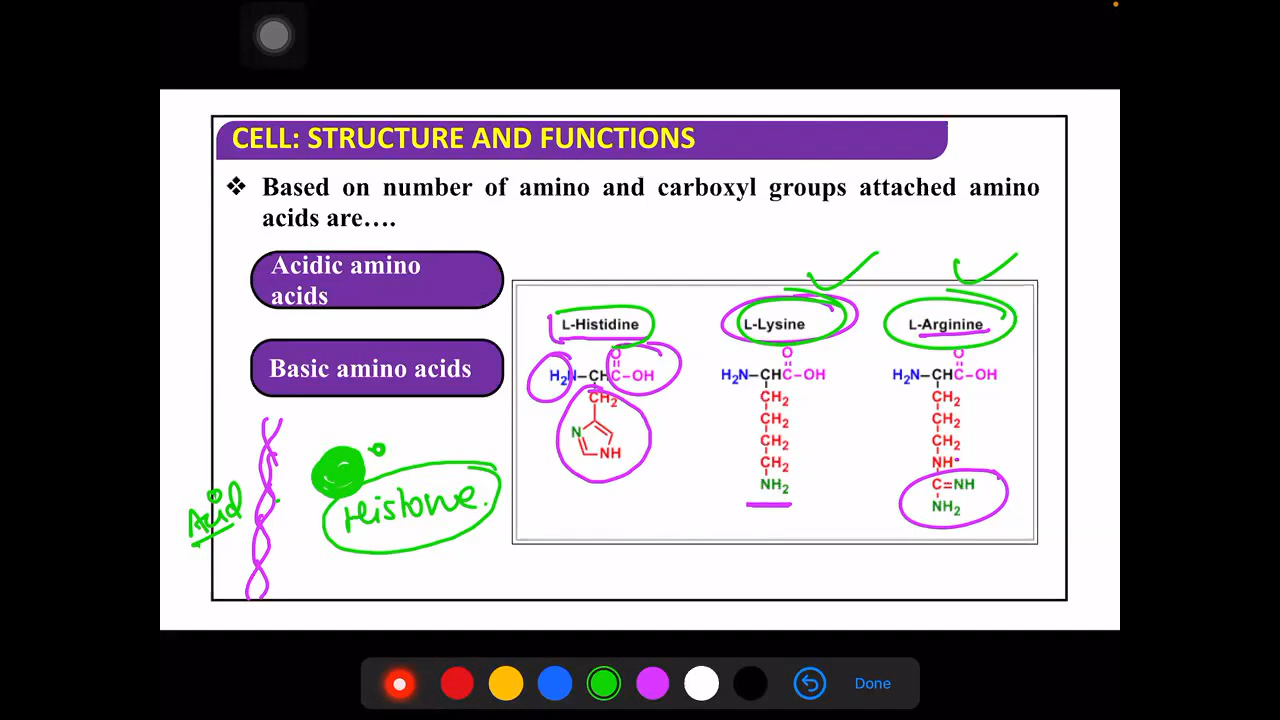 CELL: STRUCTURE AND FUNCTIONS
❖ Based on number of amino and carboxyl groups attached amino
acids are....
Acidic amino
acids
Basic amino acids
L-Histidine
L-Lysine
L-Arginine
O
O
O
H₂N–CHC–OH
H₂N–CHC–OH
H₂N–CHC–OH
CH₂
CH₂
CH₂
CH₂
CH₂
N
CH₂
CH₂
NH
CH₂
NH
NH₂
C=NH
NH₂
Acid
Histone.
Done